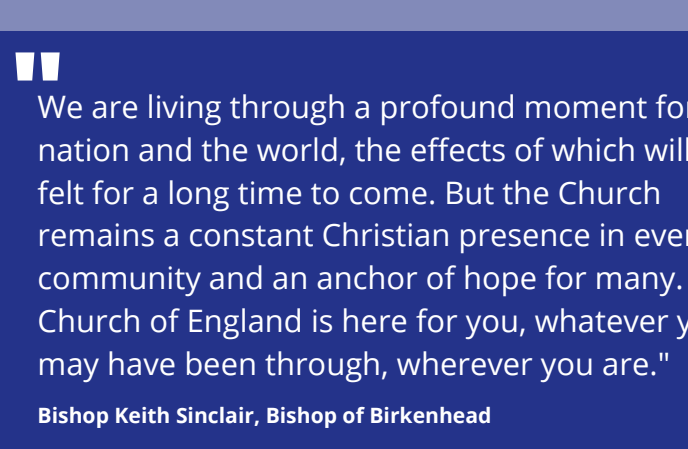 "
We are living through a profound moment for
nation and the world, the effects of which will
felt for a long time to come. But the Church
remains a constant Christian presence in
community and an anchor of hope for many.
Church of England is here for you, whatever
may have been through, wherever you are."
Bishop Keith Sinclair, Bishop of Birkenhead